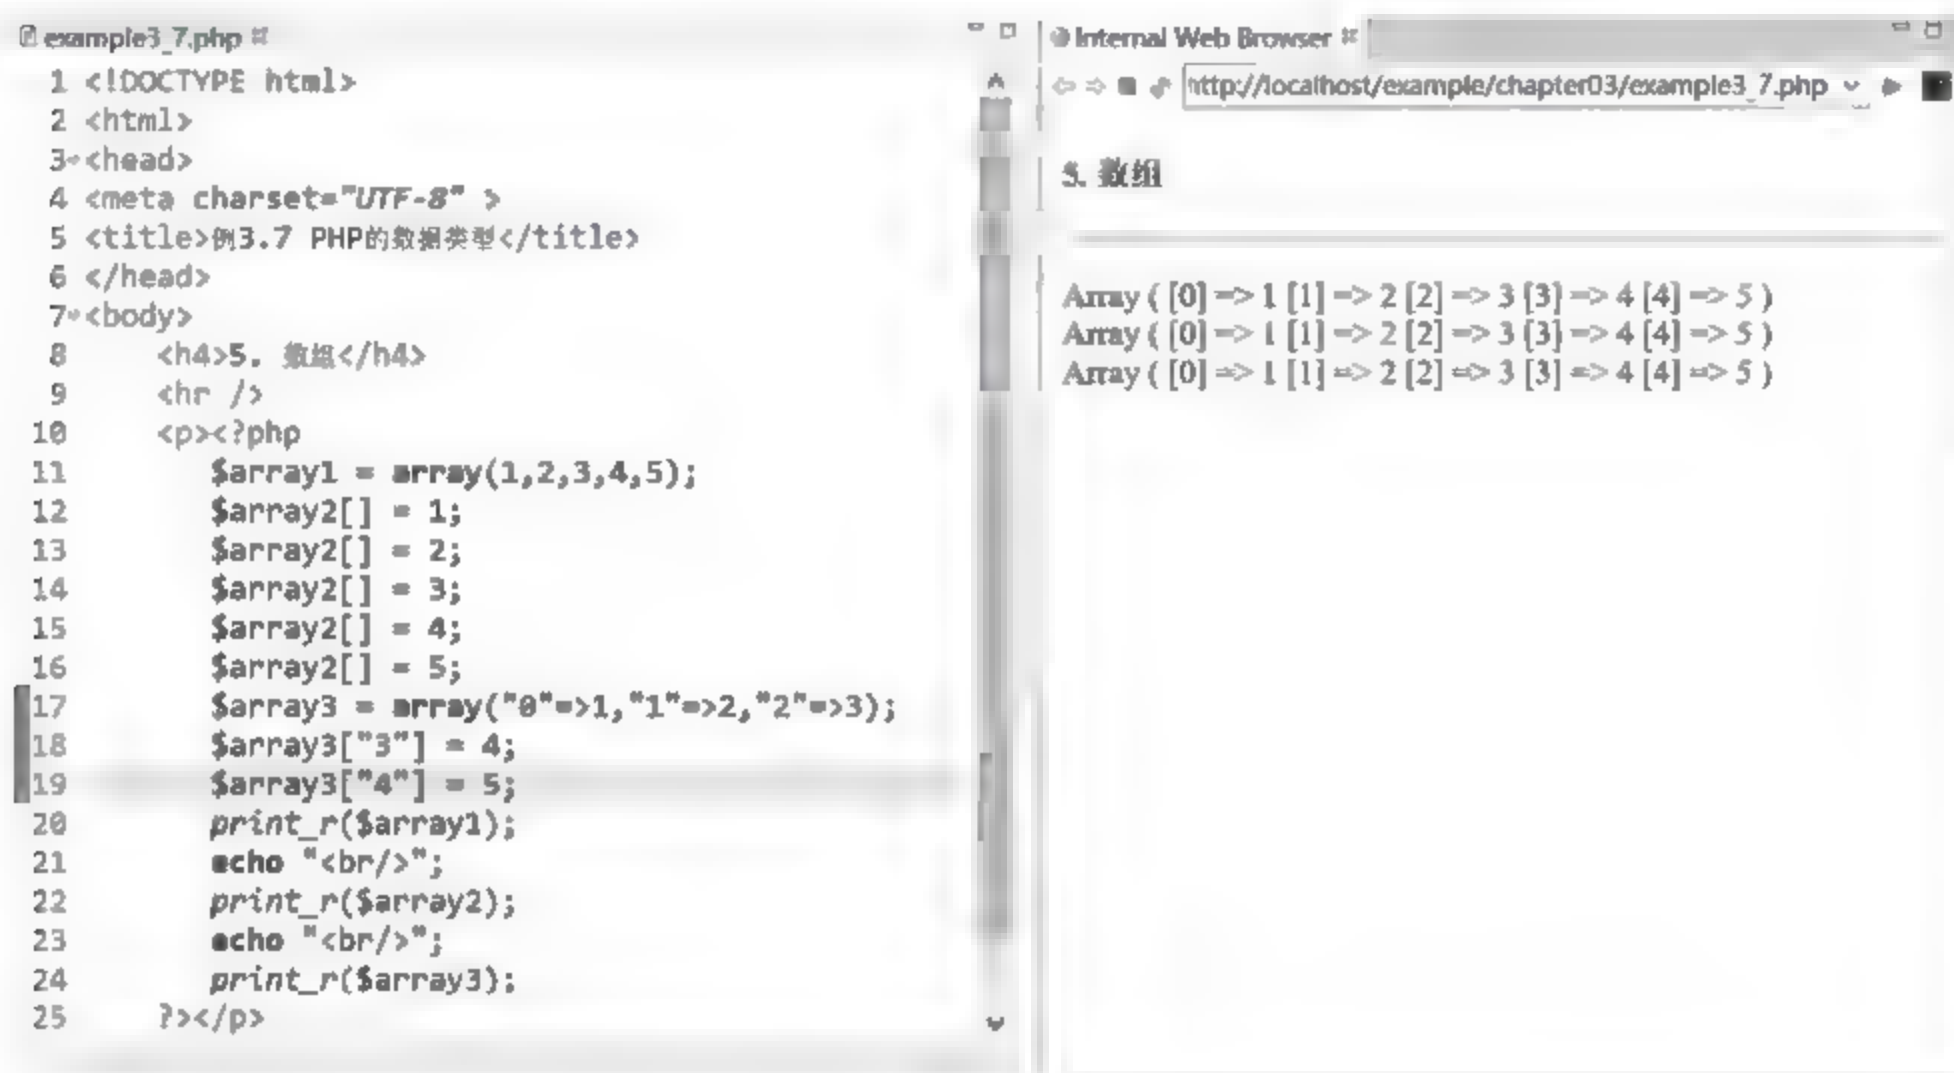 example3_7.php
1 <!DOCTYPE html>
2 <html>
3 <head>
4 <meta charset="UTF-8" >
5 <title>例3.7 PHP的数据类型</title>
6 </head>
7 <body>
8 <h4>5. 数组</h4>
9 <hr />
10 <p><?php
11 $array1 = array(1,2,3,4,5);
12 $array2[] = 1;
13 $array2[] = 2;
14 $array2[] = 3;
15 $array2[] = 4;
16 $array2[] = 5;
17 $array3 = array("0"=>1,"1"=>2,"2"=>3);
18 $array3["3"] = 4;
19 $array3["4"] = 5;
20 print_r($array1);
21 echo "<br/>";
22 print_r($array2);
23 echo "<br/>";
24 print_r($array3);
25 ?></p>
Internal Web Browser
http://localhost/example/chapter03/example3_7.php
5. 数组
Array ( [0] => 1 [1] => 2 [2] => 3 [3] => 4 [4] => 5 )
Array ( [0] => 1 [1] => 2 [2] => 3 [3] => 4 [4] => 5 )
Array ( [0] => 1 [1] => 2 [2] => 3 [3] => 4 [4] => 5 )